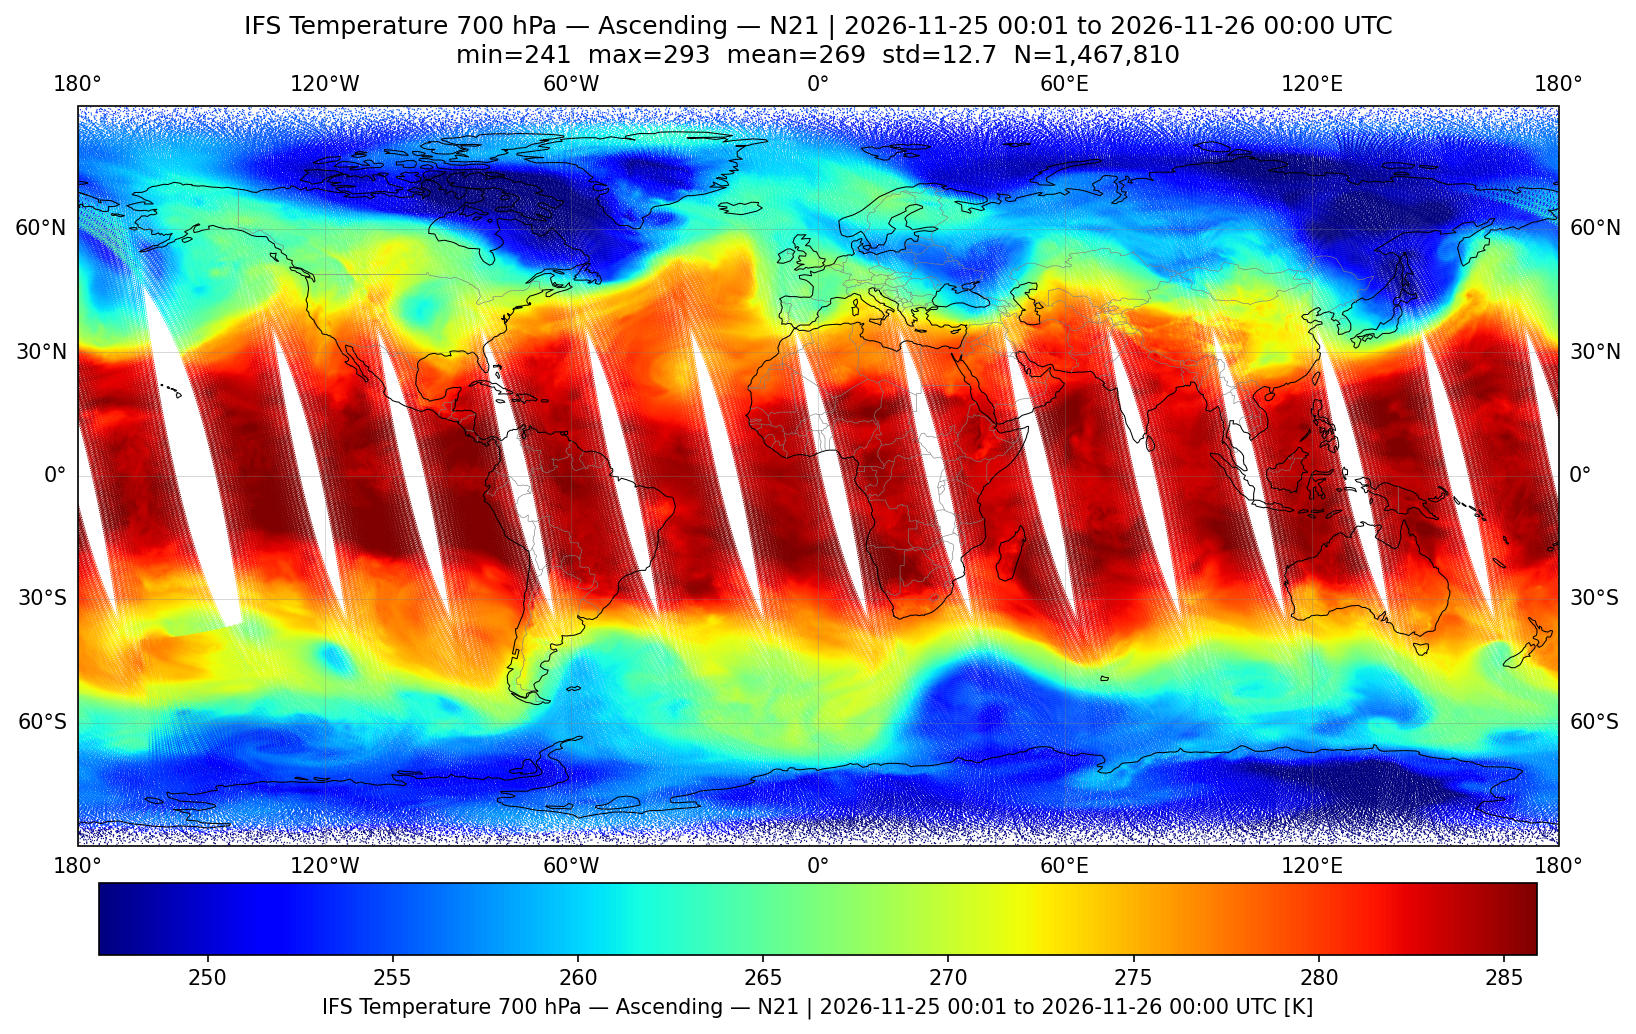 IFS Temperature 700 hPa — Ascending — N21 | 2026-11-25 00:01 to 2026-11-26 00:00 UTC
min=241 max=293 mean=269 std=12.7 N=1,467,810
180° 120°W 60°W 0° 60°E 120°E 180°
60°N 60°N
30°N 30°N
0° 0°
30°S 30°S
60°S 60°S
180° 120°W 60°W 0° 60°E 120°E 180°
250 255 260 265 270 275 280 285
IFS Temperature 700 hPa — Ascending — N21 | 2026-11-25 00:01 to 2026-11-26 00:00 UTC [K]